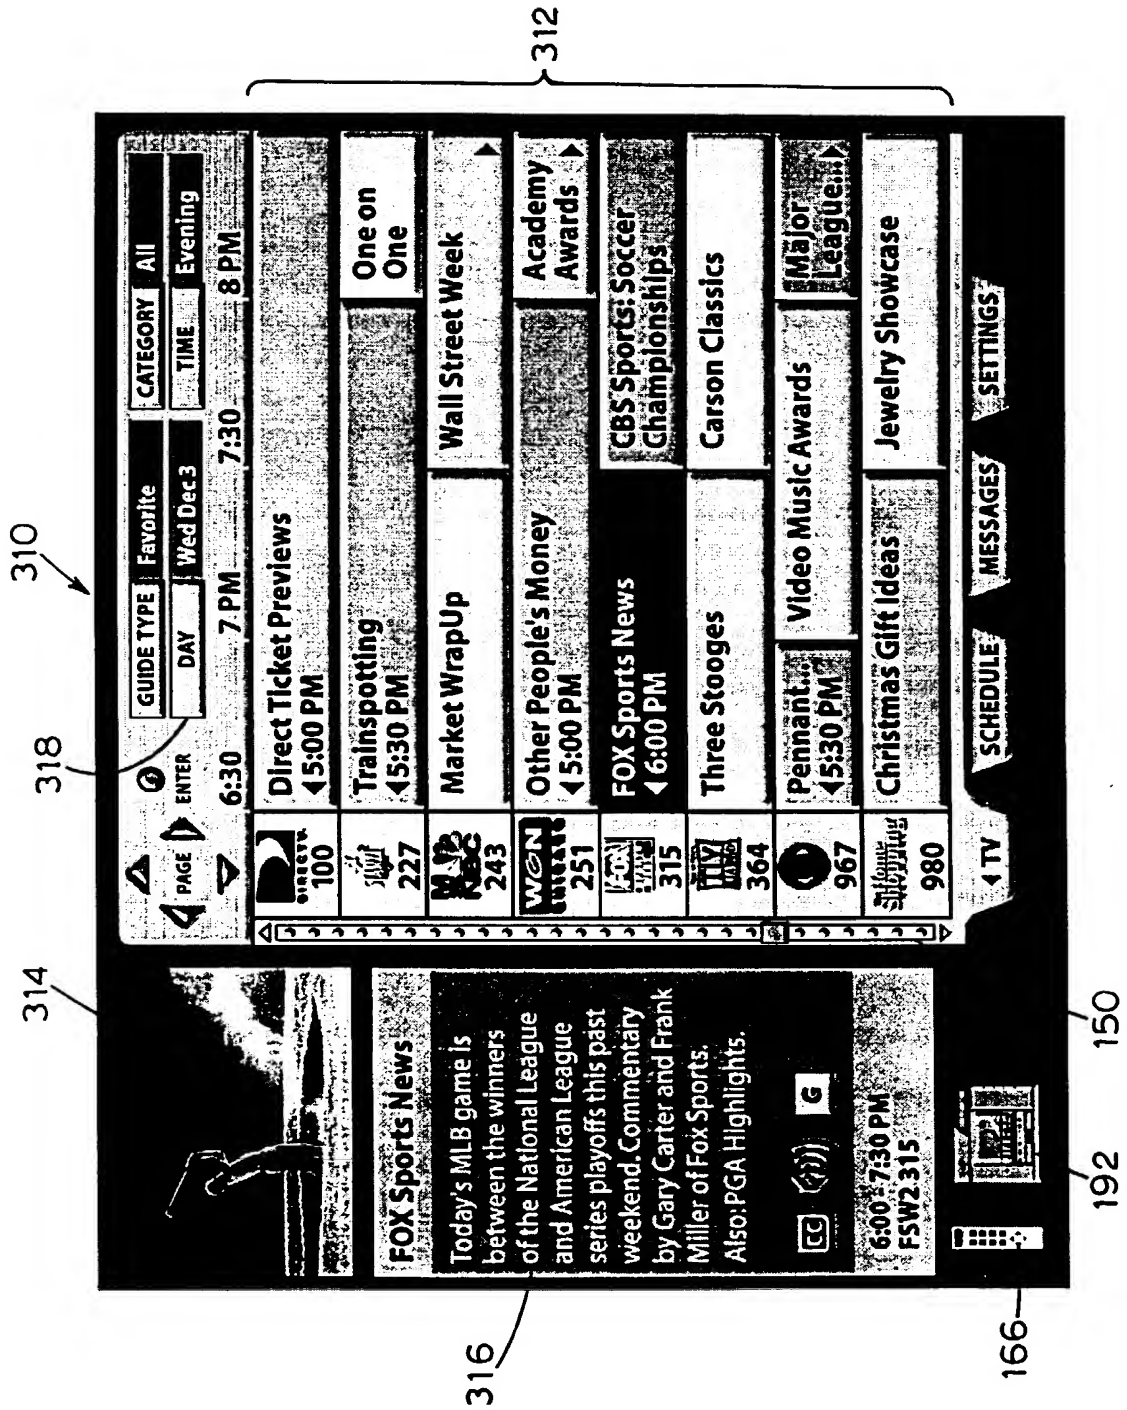 310
314
318
GUIDE TYPE Favorite CATEGORY All
PAGE ENTER DAY Wed Dec 3 TIME Evening
6:30 7 PM 7:30 8 PM
DIRECTV 100 Direct Ticket Previews
5:00 PM
227 Trainspotting One on
5:30 PM One
243 Market WrapUp Wall Street Week
WGN 251 Other People's Money Academy
5:00 PM Awards
315 FOX Sports News CBS Sports: Soccer
6:00 PM Championships
364 Three Stooges Carson Classics
967 Pennant... Video Music Awards Major
5:30 PM League...
Home Shopping 980 Christmas Gift Ideas Jewelry Showcase
312
TV SCHEDULE MESSAGES SETTINGS
FOX Sports News
Today's MLB game is
between the winners
of the National League
and American League
series playoffs this past
weekend. Commentary
by Gary Carter and Frank
Miller of Fox Sports.
Also: PGA Highlights.
CC G
6:00 - 7:30 PM
FSW2 315
316
166
192
150